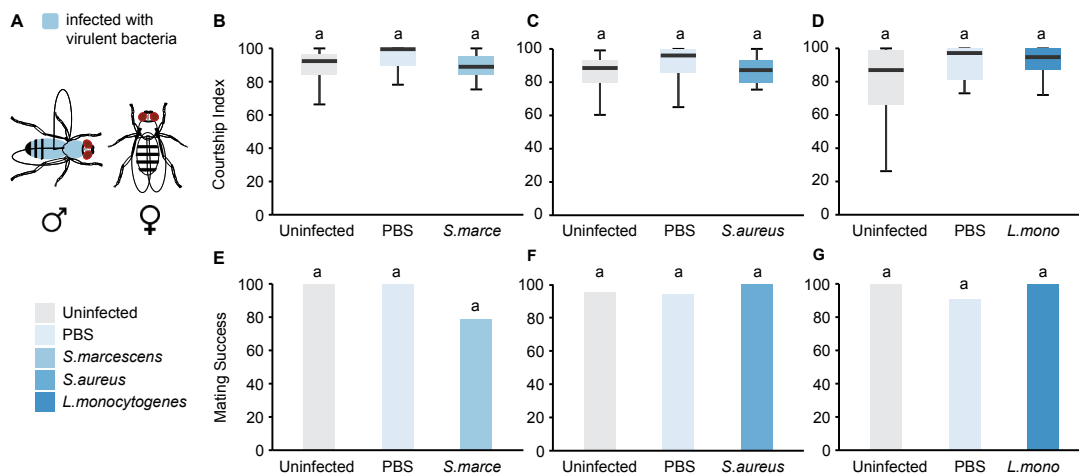 A
infected with
virulent bacteria
♂
♀
Uninfected
PBS
S.marcescens
S.aureus
L.monocytogenes
B
Courtship Index
100
80
60
40
20
0
a a a
Uninfected PBS S.marce
C
100
80
60
40
20
0
a a a
Uninfected PBS S.aureus
D
100
80
60
40
20
0
a a a
Uninfected PBS L.mono
E
Mating Success
100
80
60
40
20
0
a a a
Uninfected PBS S.marce
F
100
80
60
40
20
0
a a a
Uninfected PBS S.aureus
G
100
80
60
40
20
0
a a a
Uninfected PBS L.mono